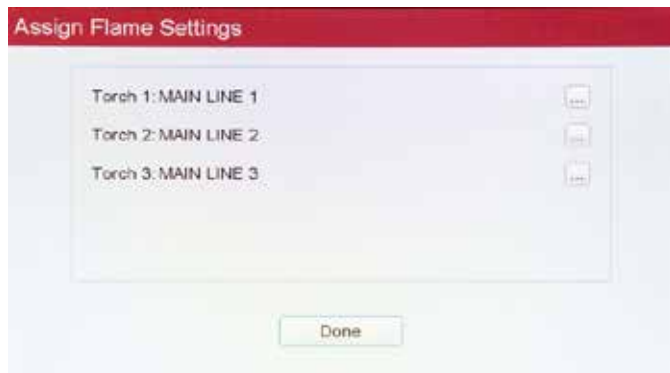 Assign Flame Settings
Torch 1: MAIN LINE 1 ...
Torch 2: MAIN LINE 2 ...
Torch 3: MAIN LINE 3 ...
Done